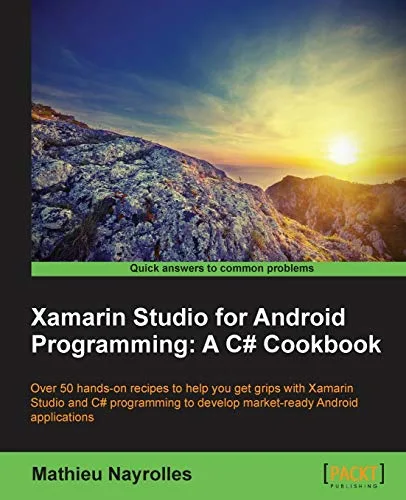 Quick answers to common problems
Xamarin Studio for Android
Programming: A C# Cookbook
Over 50 hands-on recipes to help you get grips with Xamarin
Studio and C# programming to develop market-ready Android
applications
Mathieu Nayrolles
[PACKT]
PUBLISHING